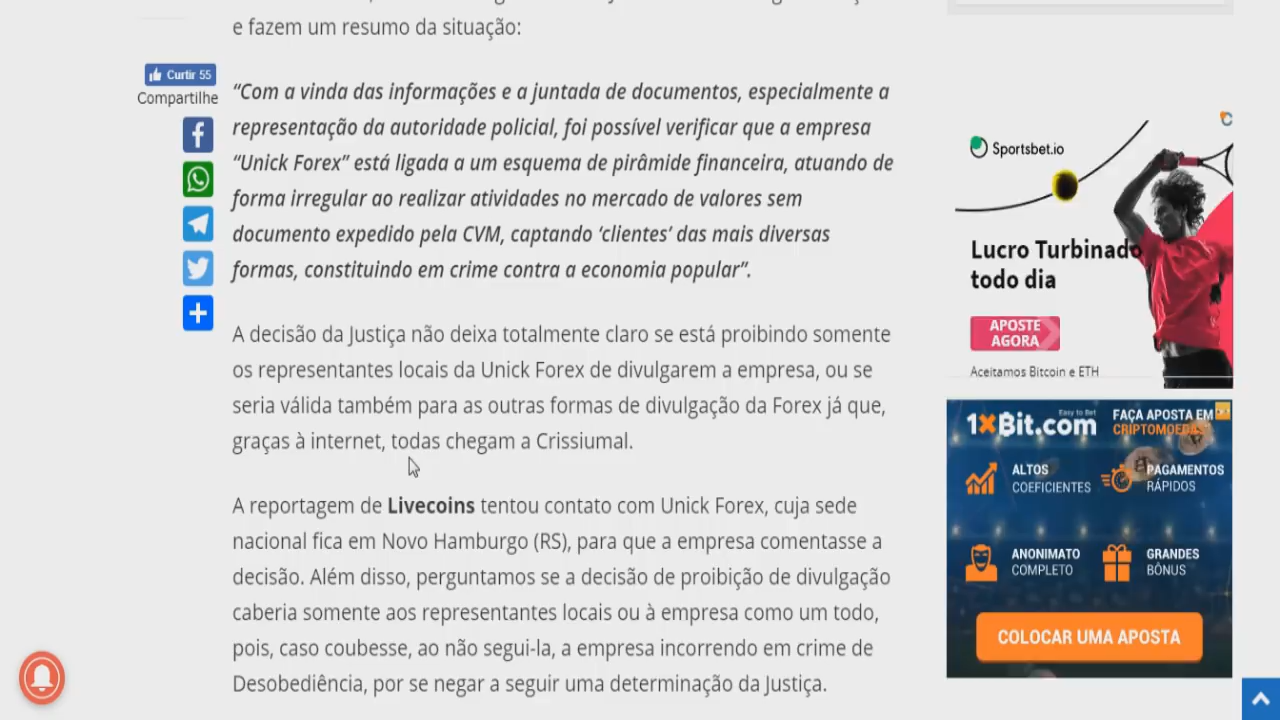 e fazem um resumo da situação:
Curtir 55
Compartilhe
“Com a vinda das informações e a juntada de documentos, especialmente a
representação da autoridade policial, foi possível verificar que a empresa
“Unick Forex” está ligada a um esquema de pirâmide financeira, atuando de
forma irregular ao realizar atividades no mercado de valores sem
documento expedido pela CVM, captando ‘clientes’ das mais diversas
formas, constituindo em crime contra a economia popular”.
A decisão da Justiça não deixa totalmente claro se está proibindo somente
os representantes locais da Unick Forex de divulgarem a empresa, ou se
seria válida também para as outras formas de divulgação da Forex já que,
graças à internet, todas chegam a Crissiumal.
A reportagem de Livecoins tentou contato com Unick Forex, cuja sede
nacional fica em Novo Hamburgo (RS), para que a empresa comentasse a
decisão. Além disso, perguntamos se a decisão de proibição de divulgação
caberia somente aos representantes locais ou à empresa como um todo,
pois, caso coubesse, ao não segui-la, a empresa incorrendo em crime de
Desobediência, por se negar a seguir uma determinação da Justiça.
Sportsbet.io
Lucro Turbinado
todo dia
APOSTE
AGORA
Aceitamos Bitcoin e ETH
Easy to Bet
1xBit.com
FAÇA APOSTA EM
CRIPTOMOEDAS
ALTOS
COEFICIENTES
PAGAMENTOS
RÁPIDOS
ANONIMATO
COMPLETO
GRANDES
BÔNUS
COLOCAR UMA APOSTA